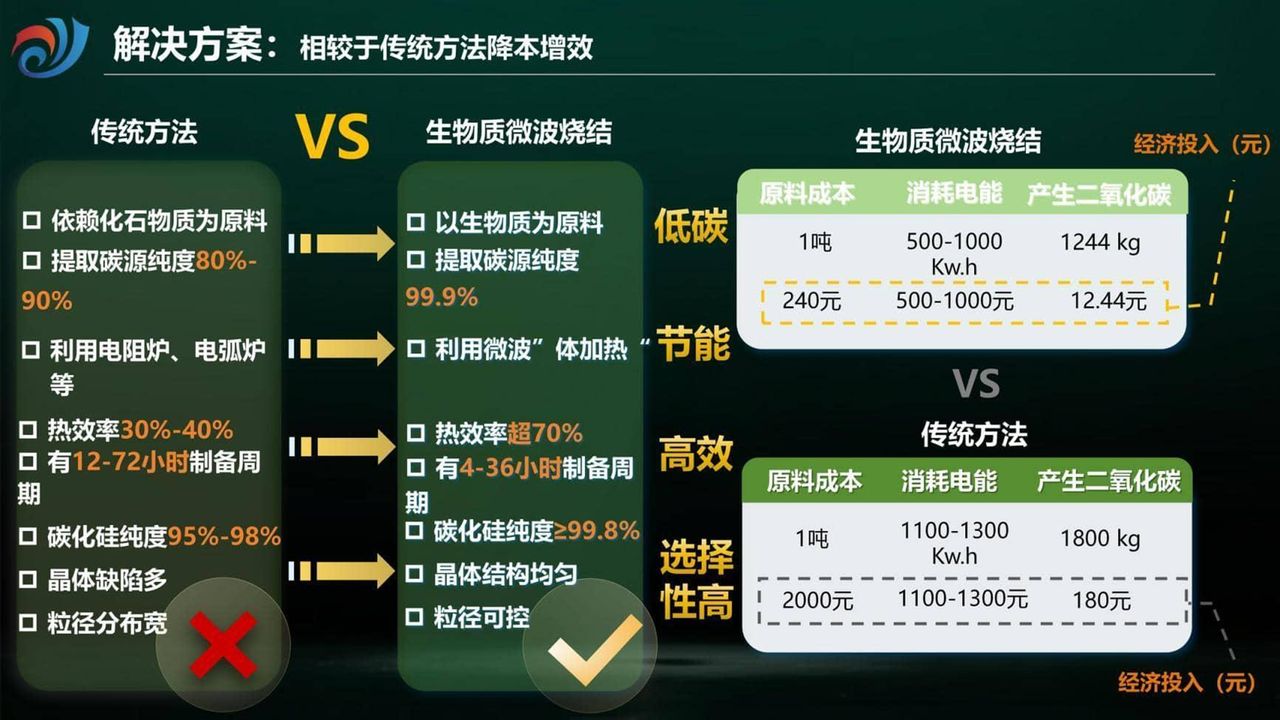 解决方案：相较于传统方法降本增效
传统方法
VS
生物质微波烧结
依赖化石物质为原料
提取碳源纯度80%-
90%
利用电阻炉、电弧炉
等
热效率30%-40%
有12-72小时制备周
期
碳化硅纯度95%-98%
晶体缺陷多
粒径分布宽
以生物质为原料
提取碳源纯度
99.9%
利用微波”体加热“
热效率超70%
有4-36小时制备周
期
碳化硅纯度≥99.8%
晶体结构均匀
粒径可控
低碳
节能
高效
选择
性高
生物质微波烧结
经济投入（元）
原料成本 消耗电能 产生二氧化碳
1吨 500-1000 1244 kg
Kw.h
240元 500-1000元 12.44元
VS
传统方法
原料成本 消耗电能 产生二氧化碳
1吨 1100-1300 1800 kg
Kw.h
2000元 1100-1300元 180元
经济投入（元）